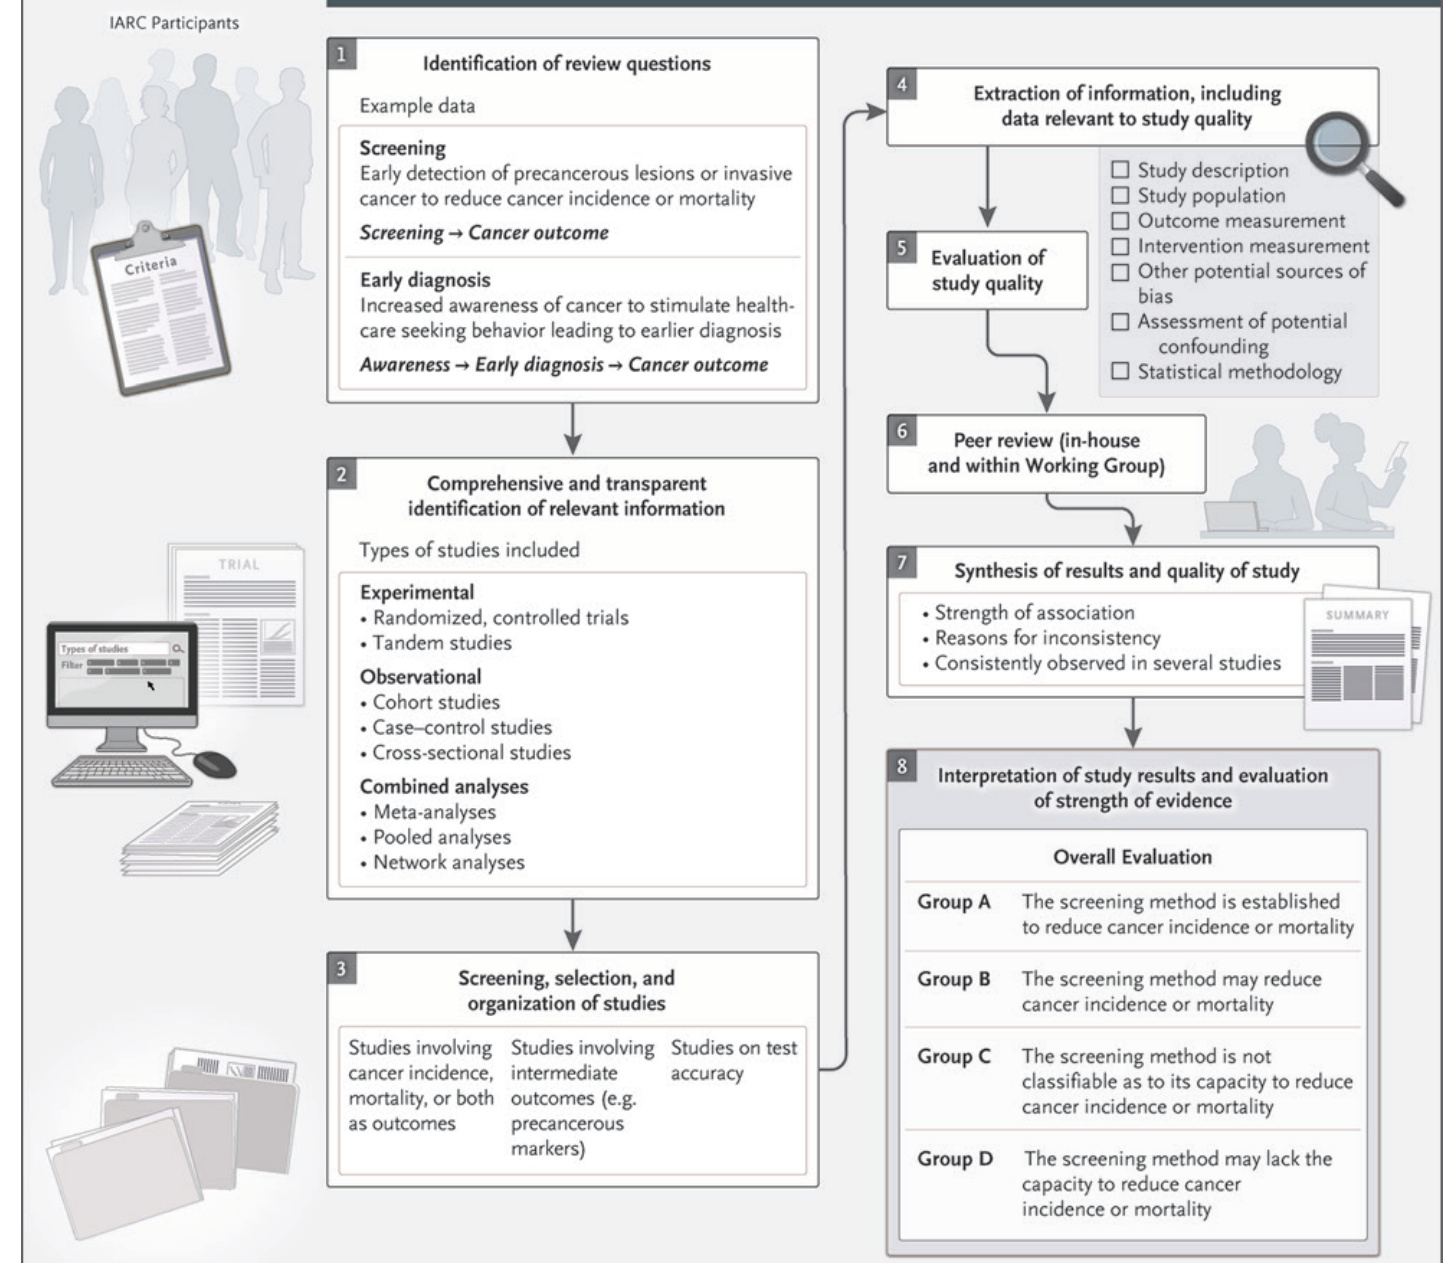 IARC Participants
Criteria
1
Identification of review questions
Example data
Screening
Early detection of precancerous lesions or invasive
cancer to reduce cancer incidence or mortality
Screening → Cancer outcome
Early diagnosis
Increased awareness of cancer to stimulate health-
care seeking behavior leading to earlier diagnosis
Awareness → Early diagnosis → Cancer outcome
2
Comprehensive and transparent
identification of relevant information
Types of studies included
Experimental
• Randomized, controlled trials
• Tandem studies
Observational
• Cohort studies
• Case–control studies
• Cross-sectional studies
Combined analyses
• Meta-analyses
• Pooled analyses
• Network analyses
TRIAL
Types of studies
Filter
3
Screening, selection, and
organization of studies
Studies involving
cancer incidence,
mortality, or both
as outcomes
Studies involving
intermediate
outcomes (e.g.
precancerous
markers)
Studies on test
accuracy
4
Extraction of information, including
data relevant to study quality
☐ Study description
☐ Study population
☐ Outcome measurement
☐ Intervention measurement
☐ Other potential sources of
bias
☐ Assessment of potential
confounding
☐ Statistical methodology
5
Evaluation of
study quality
6
Peer review (in-house
and within Working Group)
7
Synthesis of results and quality of study
• Strength of association
• Reasons for inconsistency
• Consistently observed in several studies
SUMMARY
8
Interpretation of study results and evaluation
of strength of evidence
Overall Evaluation
Group A The screening method is established
to reduce cancer incidence or mortality
Group B The screening method may reduce
cancer incidence or mortality
Group C The screening method is not
classifiable as to its capacity to reduce
cancer incidence or mortality
Group D The screening method may lack the
capacity to reduce cancer
incidence or mortality